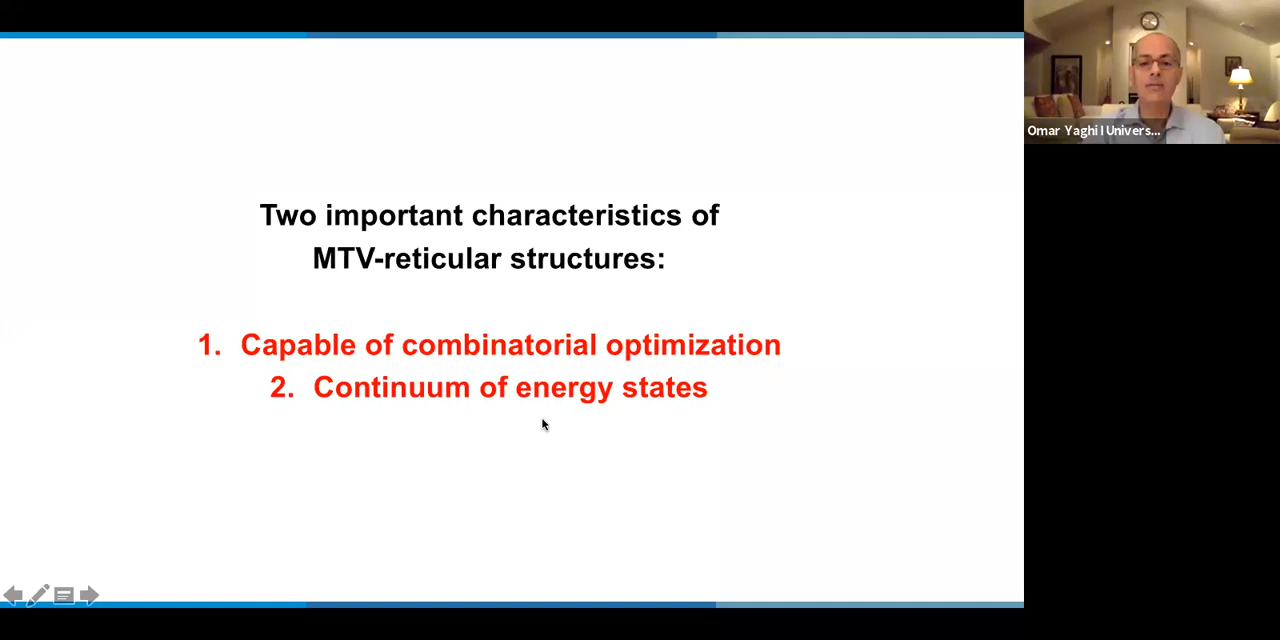 Two important characteristics of
MTV-reticular structures:
1. Capable of combinatorial optimization
2. Continuum of energy states
Omar Yaghi I Univers...